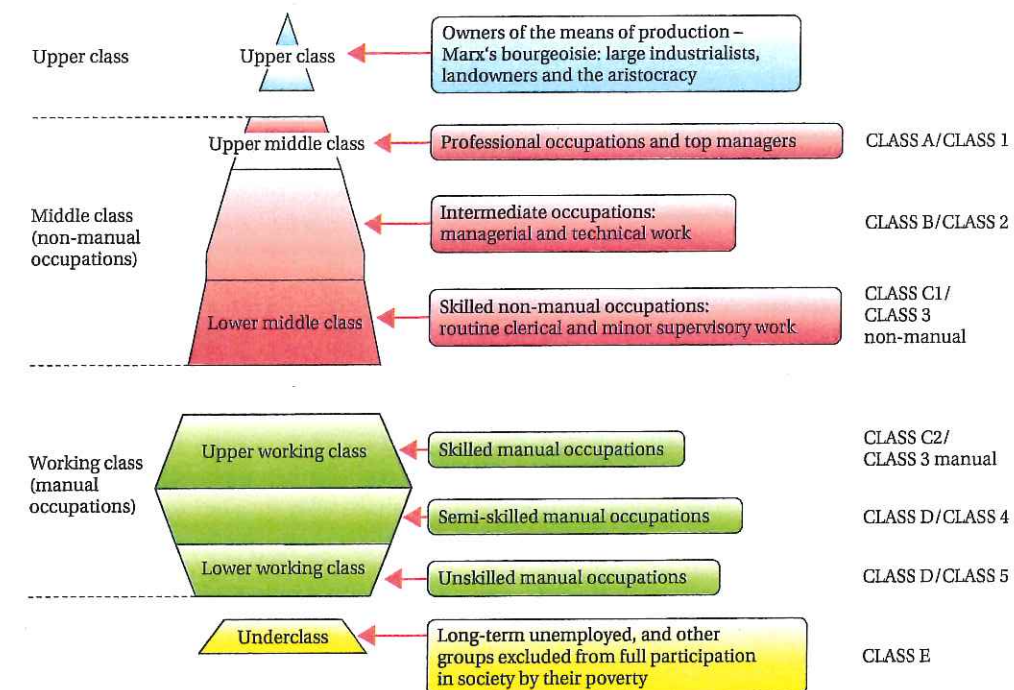 Upper class
Upper class
Owners of the means of production –
Marx's bourgeoisie: large industrialists,
landowners and the aristocracy
Upper middle class
Professional occupations and top managers
CLASS A/CLASS 1
Middle class
(non-manual
occupations)
Intermediate occupations:
managerial and technical work
CLASS B/CLASS 2
Lower middle class
Skilled non-manual occupations:
routine clerical and minor supervisory work
CLASS C1/
CLASS 3
non-manual
Working class
(manual
occupations)
Upper working class
Skilled manual occupations
CLASS C2/
CLASS 3 manual
Semi-skilled manual occupations
CLASS D/CLASS 4
Lower working class
Unskilled manual occupations
CLASS D/CLASS 5
Underclass
Long-term unemployed, and other
groups excluded from full participation
in society by their poverty
CLASS E